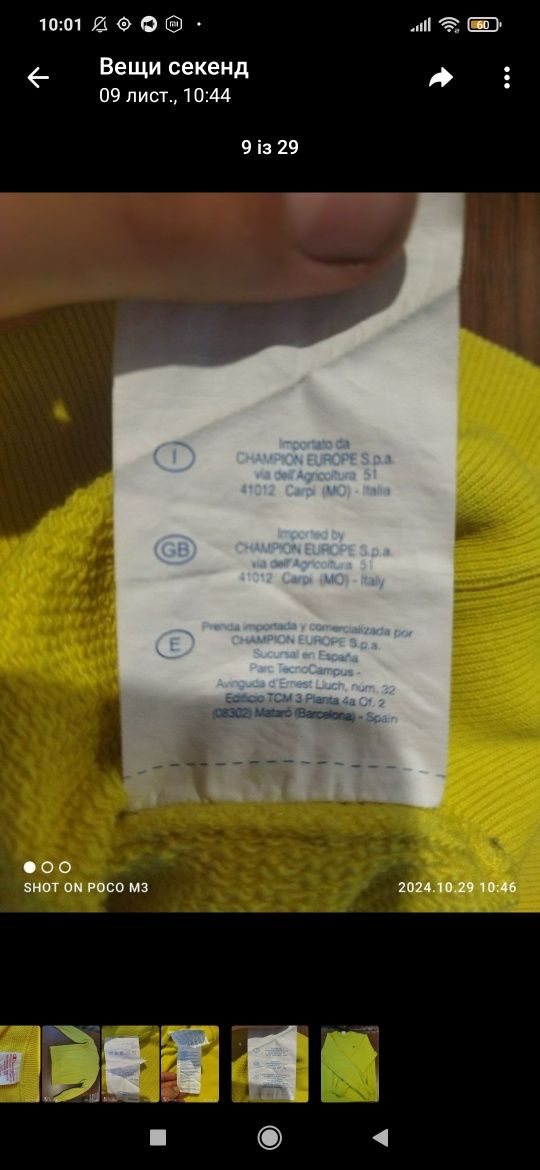 10:01
60
Вещи секенд
09 лист., 10:44
9 із 29
I
Importato da
CHAMPION EUROPE S.p.a.
via dell'Agricoltura 51
41012 Carpi (MO) - Italia
GB
Imported by
CHAMPION EUROPE S.p.a.
via dell'Agricoltura 51
41012 Carpi (MO) - Italy
E
Prenda importada y comercializada por
CHAMPION EUROPE S.p.a.
Sucursal en España
Parc TecnoCampus -
Avinguda d'Ernest Lluch, núm. 32
Edificio TCM 3 Planta 4a Of. 2
(08302) Mataró (Barcelona) - Spain
SHOT ON POCO M3
2024.10.29 10:46